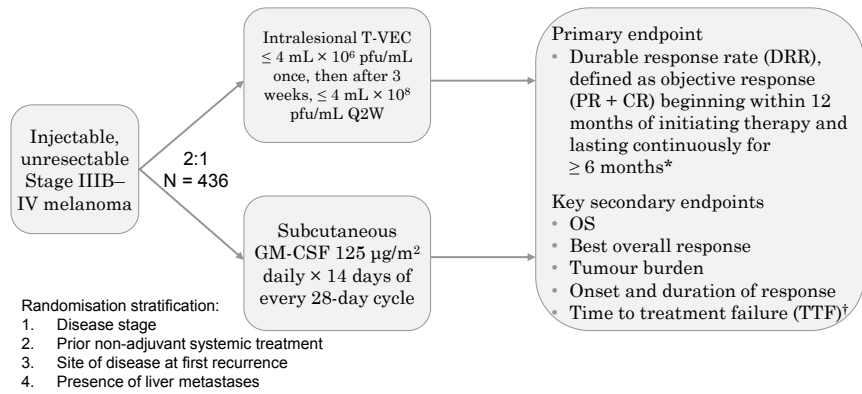 Injectable,
unresectable
Stage IIIB–
IV melanoma
2:1
N = 436
Intralesional T-VEC
≤ 4 mL × 10⁶ pfu/mL
once, then after 3
weeks, ≤ 4 mL × 10⁸
pfu/mL Q2W
Subcutaneous
GM-CSF 125 µg/m²
daily × 14 days of
every 28-day cycle
Primary endpoint
• Durable response rate (DRR),
defined as objective response
(PR + CR) beginning within 12
months of initiating therapy and
lasting continuously for
≥ 6 months*
Key secondary endpoints
• OS
• Best overall response
• Tumour burden
• Onset and duration of response
• Time to treatment failure (TTF)†
Randomisation stratification:
1. Disease stage
2. Prior non-adjuvant systemic treatment
3. Site of disease at first recurrence
4. Presence of liver metastases